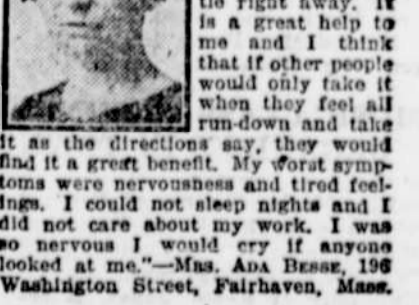 tle right away. It
is a great help to
me and I think
that if other people
would only take it
when they feel all
run-down and take
it as the directions say, they would
find it a great benefit. My worst symp-
toms were nervousness and tired feel-
ings. I could not sleep nights and I
did not care about my work. I was
so nervous I would cry if anyone
looked at me."—MRS. ADA BESSE, 196
Washington Street, Fairhaven, Mass.